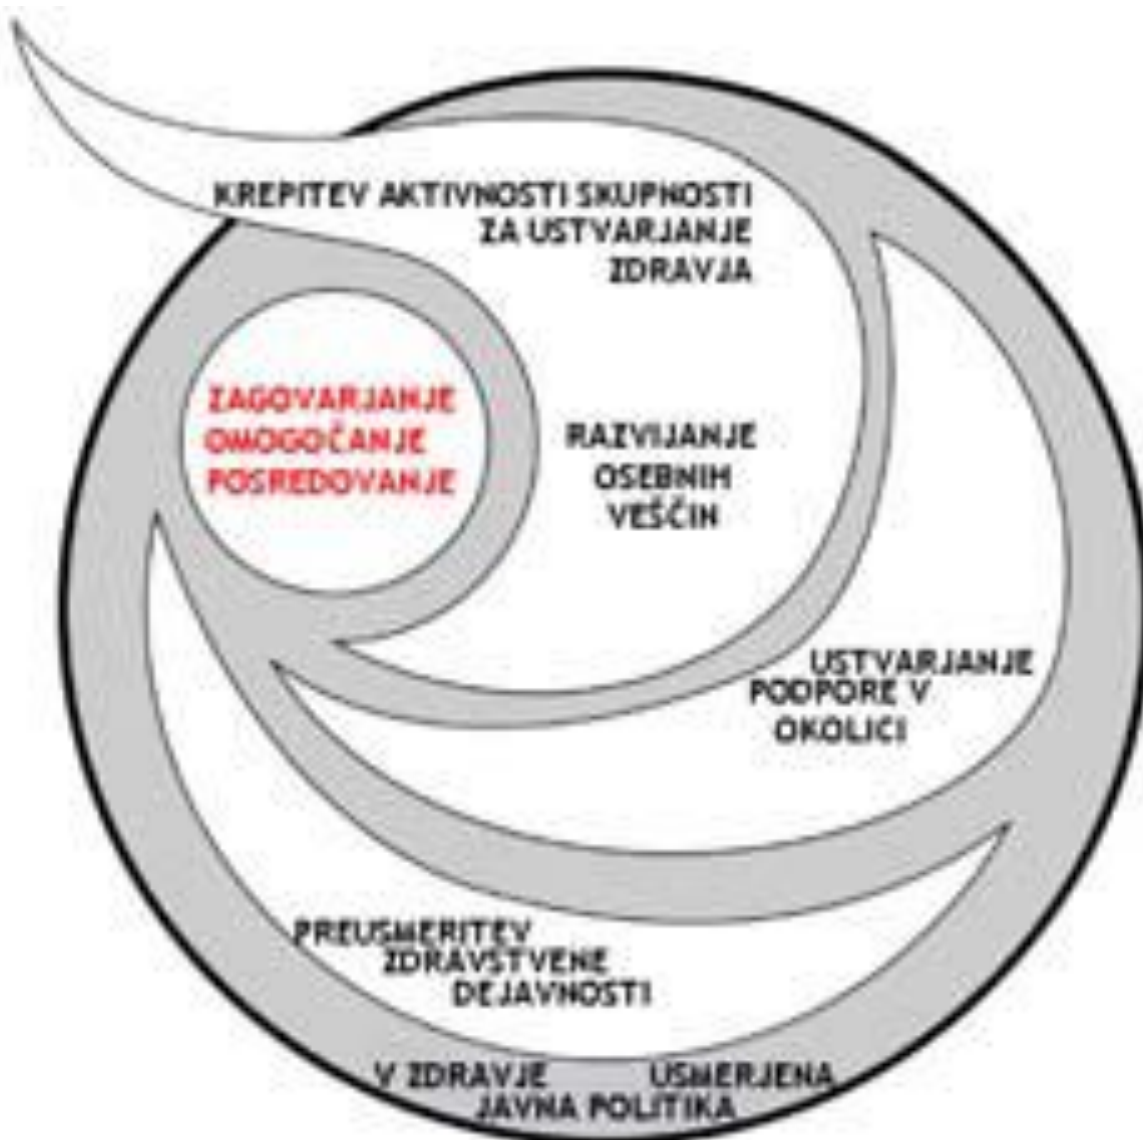 KREPITEV AKTIVNOSTI SKUPNOSTI
ZA USTVARJANJE
ZDRAVJA
ZAGOVARJANJE
OMOGOČANJE
POSREDOVANJE
RAZVIJANJE
OSEBNIH
VEŠČIN
USTVARJANJE
PODPORE V
OKOLICI
PREUSMERITEV
ZDRAVSTVENE
DEJAVNOSTI
V ZDRAVJE USMERJENA
JAVNA POLITIKA